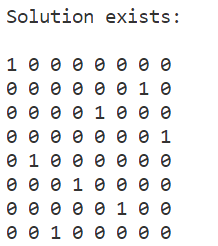 Solution exists:
1 0 0 0 0 0 0 0
0 0 0 0 0 0 1 0
0 0 0 0 1 0 0 0
0 0 0 0 0 0 0 1
0 1 0 0 0 0 0 0
0 0 0 1 0 0 0 0
0 0 0 0 0 1 0 0
0 0 1 0 0 0 0 0